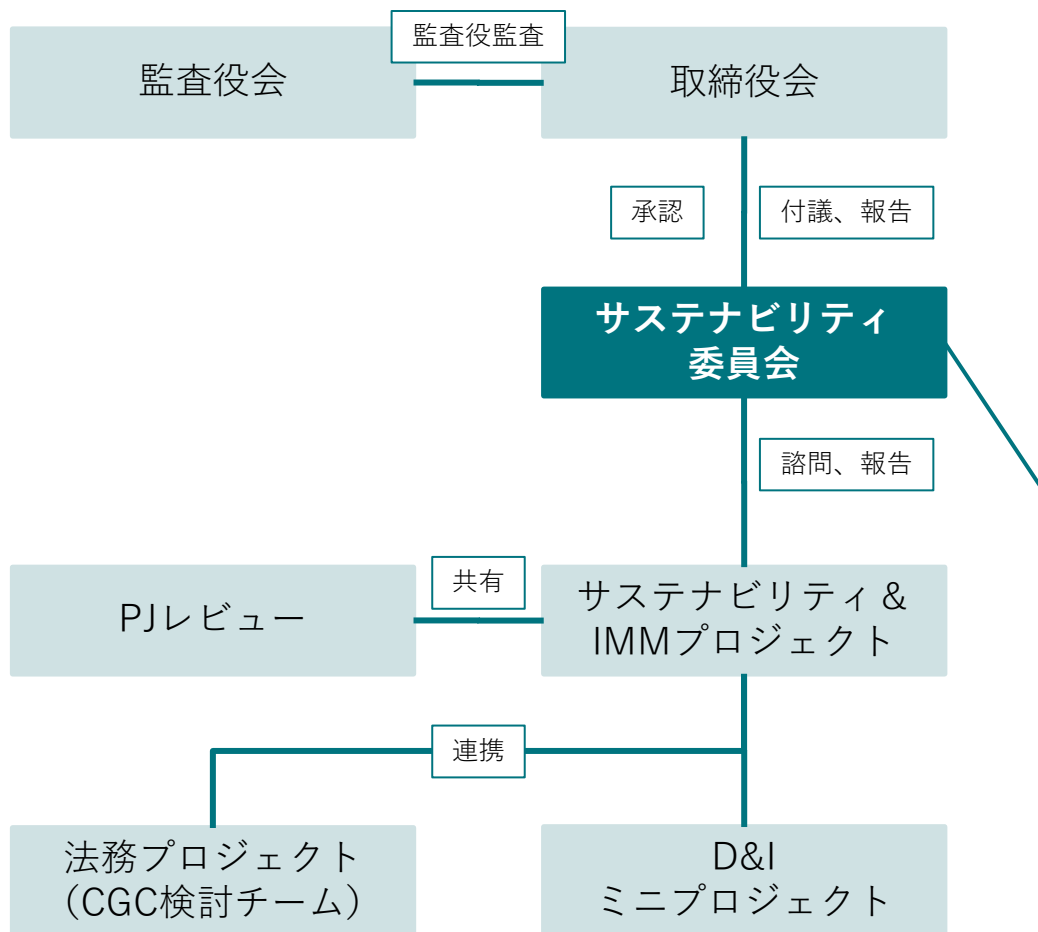 監査役監査
監査役会
取締役会
承認
付議、報告
サステナビリティ
委員会
諮問、報告
PJレビュー
共有
サステナビリティ＆
IMMプロジェクト
連携
法務プロジェクト
(CGC検討チーム)
D&I
ミニプロジェクト